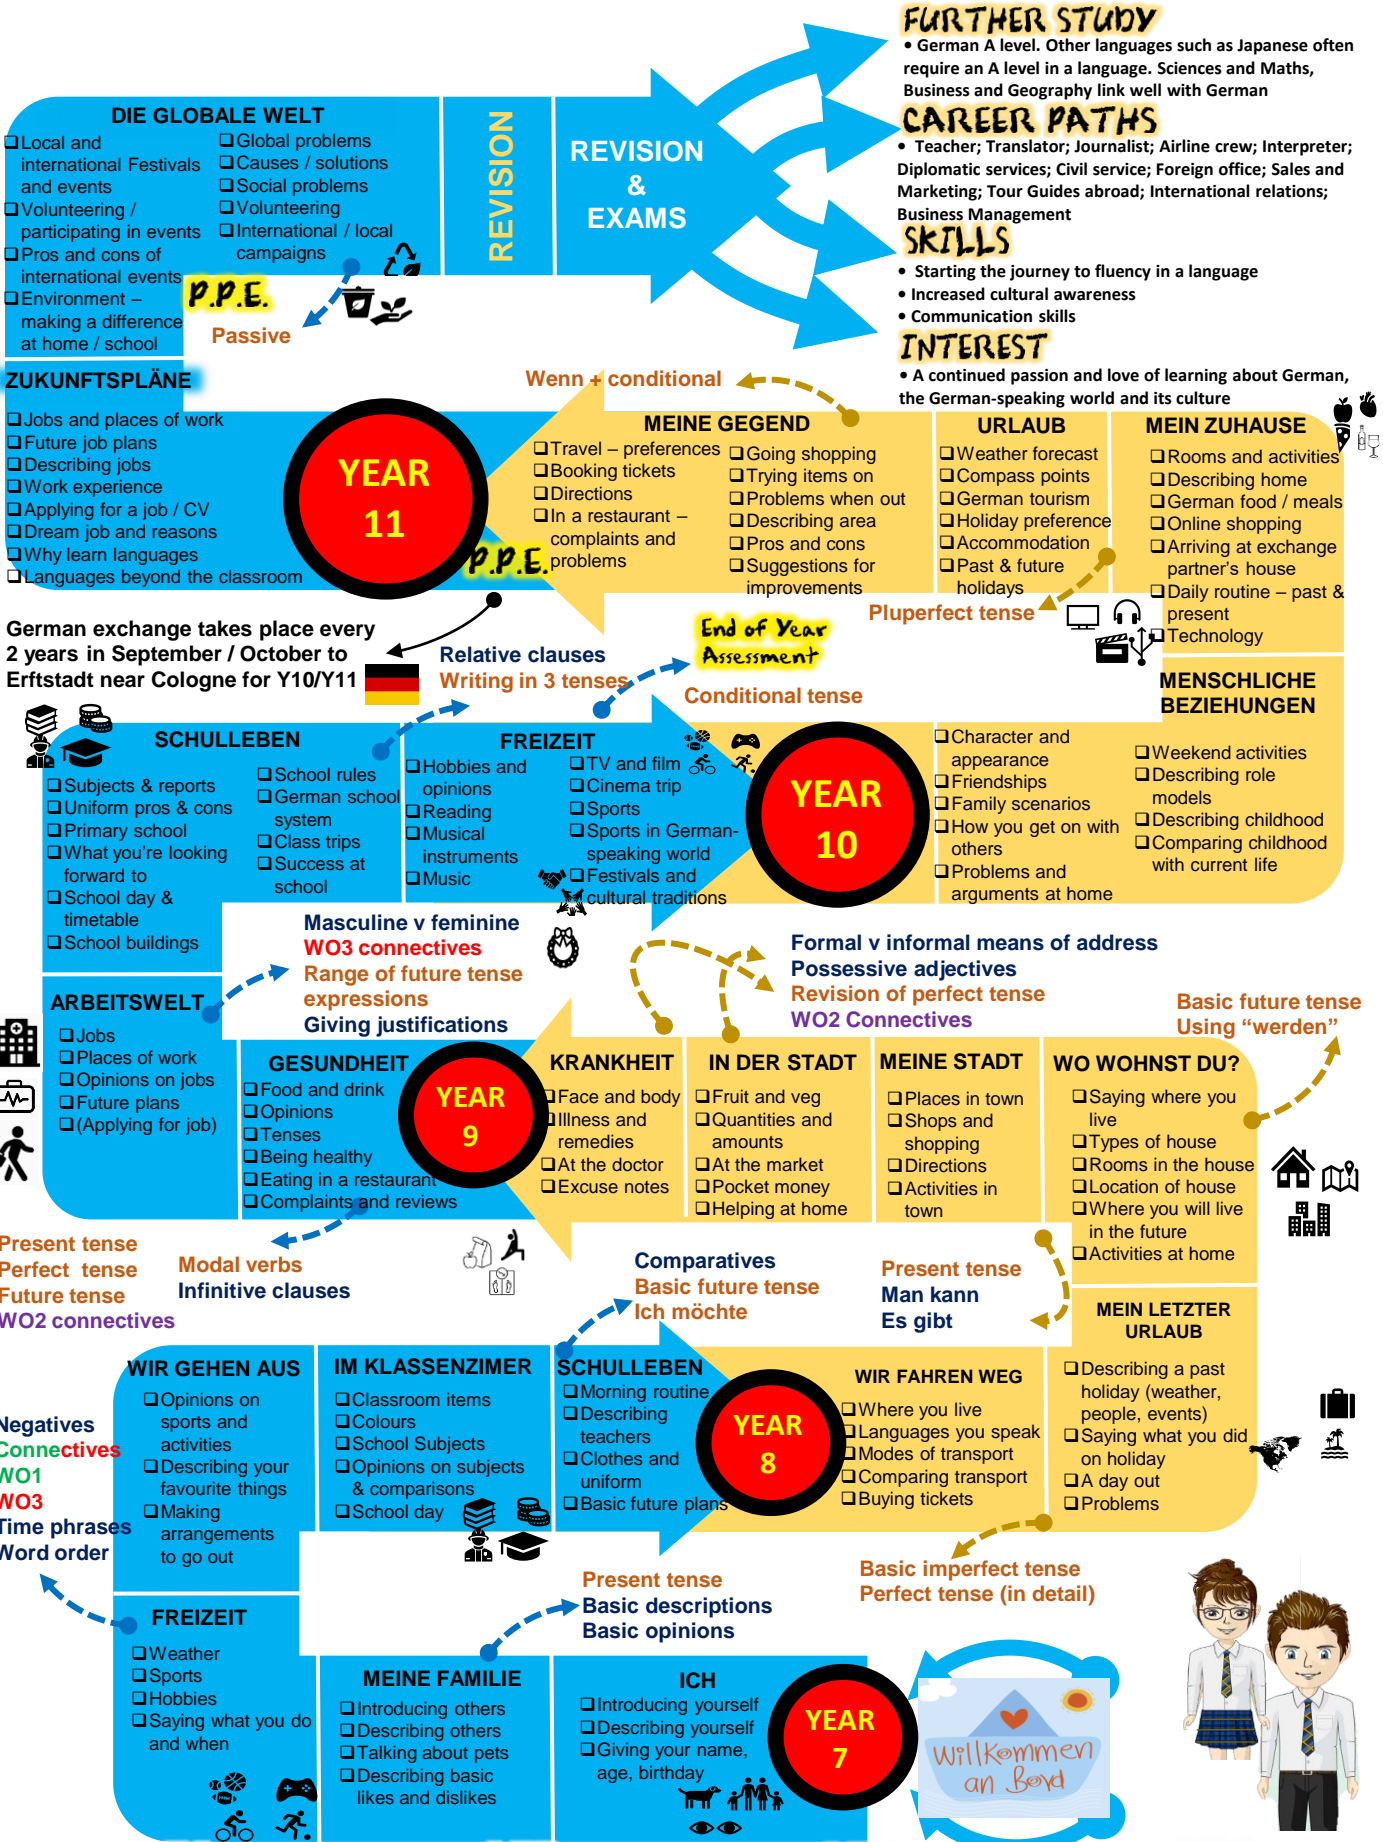 FURTHER STUDY
• German A level. Other languages such as Japanese often
require an A level in a language. Sciences and Maths,
Business and Geography link well with German
CAREER PATHS
• Teacher; Translator; Journalist; Airline crew; Interpreter;
Diplomatic services; Civil service; Foreign office; Sales and
Marketing; Tour Guides abroad; International relations;
Business Management
SKILLS
• Starting the journey to fluency in a language
• Increased cultural awareness
• Communication skills
INTEREST
• A continued passion and love of learning about German,
the German-speaking world and its culture
REVISION
&
EXAMS
REVISION
DIE GLOBALE WELT
❑Local and
international Festivals
and events
❑Volunteering /
participating in events
❑Pros and cons of
international events
❑Environment –
making a difference
at home / school
❑Global problems
❑Causes / solutions
❑Social problems
❑Volunteering
❑International / local
campaigns
P.P.E.
Passive
ZUKUNFTSPLÄNE
❑Jobs and places of work
❑Future job plans
❑Describing jobs
❑Work experience
❑Applying for a job / CV
❑Dream job and reasons
❑Why learn languages
❑Languages beyond the classroom
YEAR
11
P.P.E.
Wenn + conditional
MEINE GEGEND
❑Travel – preferences
❑Booking tickets
❑Directions
❑In a restaurant –
complaints and
problems
❑Going shopping
❑Trying items on
❑Problems when out
❑Describing area
❑Pros and cons
❑Suggestions for
improvements
URLAUB
❑Weather forecast
❑Compass points
❑German tourism
❑Holiday preference
❑Accommodation
❑Past & future
holidays
MEIN ZUHAUSE
❑Rooms and activities
❑Describing home
❑German food / meals
❑Online shopping
❑Arriving at exchange
partner's house
❑Daily routine – past &
present
❑Technology
Pluperfect tense
German exchange takes place every
2 years in September / October to
Erftstadt near Cologne for Y10/Y11
Relative clauses
Writing in 3 tenses
End of Year
Assessment
Conditional tense
MENSCHLICHE
BEZIEHUNGEN
❑Character and
appearance
❑Friendships
❑Family scenarios
❑How you get on with
others
❑Problems and
arguments at home
❑Weekend activities
❑Describing role
models
❑Describing childhood
❑Comparing childhood
with current life
YEAR
10
SCHULLEBEN
❑Subjects & reports
❑Uniform pros & cons
❑Primary school
❑What you're looking
forward to
❑School day &
timetable
❑School buildings
❑School rules
❑German school
system
❑Class trips
❑Success at
school
FREIZEIT
❑Hobbies and
opinions
❑Reading
❑Musical
instruments
❑Music
❑TV and film
❑Cinema trip
❑Sports
❑Sports in German-
speaking world
❑Festivals and
cultural traditions
Masculine v feminine
WO3 connectives
Range of future tense
expressions
Giving justifications
Formal v informal means of address
Possessive adjectives
Revision of perfect tense
WO2 Connectives
Basic future tense
Using “werden”
ARBEITSWELT
❑Jobs
❑Places of work
❑Opinions on jobs
❑Future plans
❑(Applying for job)
GESUNDHEIT
❑Food and drink
❑Opinions
❑Tenses
❑Being healthy
❑Eating in a restaurant
❑Complaints and reviews
YEAR
9
KRANKHEIT
❑Face and body
❑Illness and
remedies
❑At the doctor
❑Excuse notes
IN DER STADT
❑Fruit and veg
❑Quantities and
amounts
❑At the market
❑Pocket money
❑Helping at home
MEINE STADT
❑Places in town
❑Shops and
shopping
❑Directions
❑Activities in
town
WO WOHNST DU?
❑Saying where you
live
❑Types of house
❑Rooms in the house
❑Location of house
❑Where you will live
in the future
❑Activities at home
Present tense
Perfect tense
Future tense
WO2 connectives
Modal verbs
Infinitive clauses
Comparatives
Basic future tense
Ich möchte
Present tense
Man kann
Es gibt
MEIN LETZTER
URLAUB
❑Describing a past
holiday (weather,
people, events)
❑Saying what you did
on holiday
❑A day out
❑Problems
WIR GEHEN AUS
❑Opinions on
sports and
activities
❑Describing your
favourite things
❑Making
arrangements
to go out
IM KLASSENZIMER
❑Classroom items
❑Colours
❑School Subjects
❑Opinions on subjects
& comparisons
❑School day
SCHULLEBEN
❑Morning routine
❑Describing
teachers
❑Clothes and
uniform
❑Basic future plans
YEAR
8
WIR FAHREN WEG
❑Where you live
❑Languages you speak
❑Modes of transport
❑Comparing transport
❑Buying tickets
Negatives
Connectives
WO1
WO3
Time phrases
Word order
Basic imperfect tense
Perfect tense (in detail)
Present tense
Basic descriptions
Basic opinions
FREIZEIT
❑Weather
❑Sports
❑Hobbies
❑Saying what you do
and when
MEINE FAMILIE
❑Introducing others
❑Describing others
❑Talking about pets
❑Describing basic
likes and dislikes
ICH
❑Introducing yourself
❑Describing yourself
❑Giving your name,
age, birthday
YEAR
7
Willkommen
an Bord